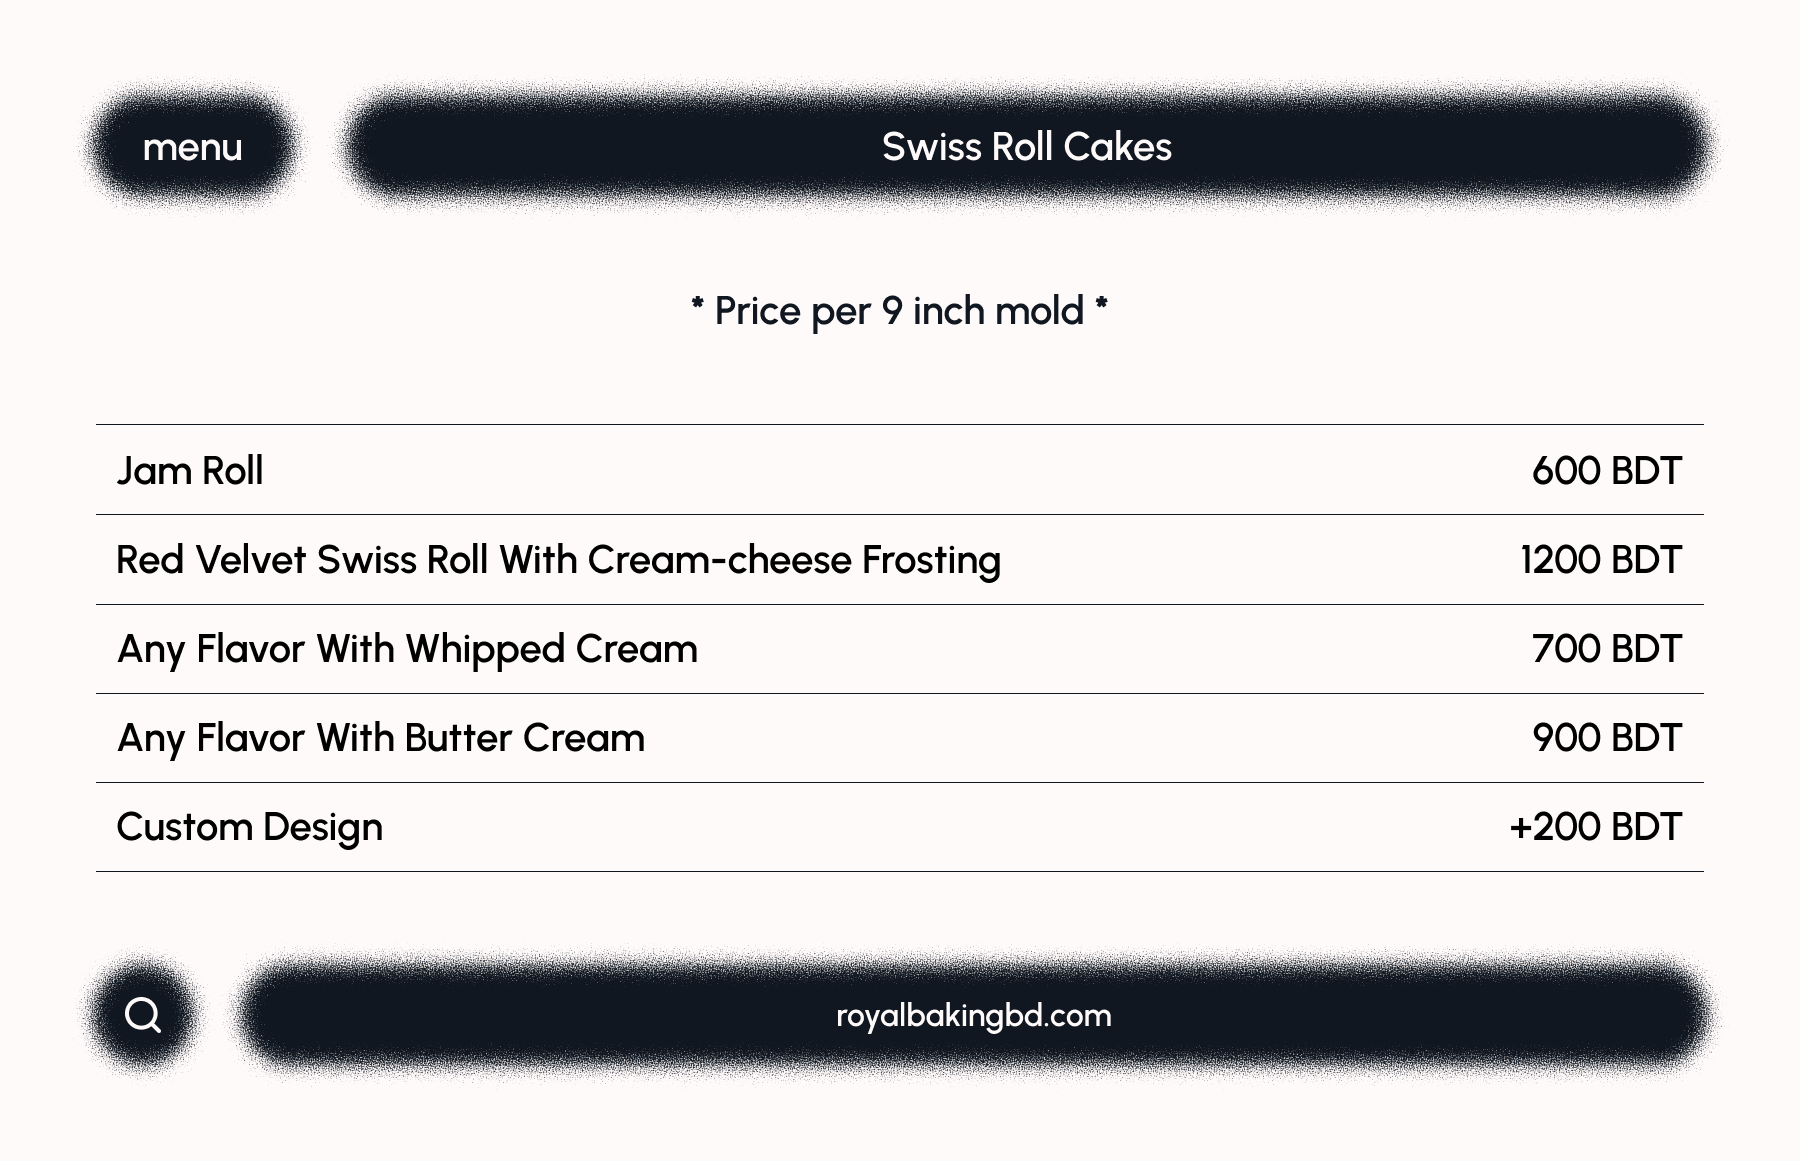 menu
Swiss Roll Cakes
* Price per 9 inch mold *
Jam Roll 600 BDT
Red Velvet Swiss Roll With Cream-cheese Frosting 1200 BDT
Any Flavor With Whipped Cream 700 BDT
Any Flavor With Butter Cream 900 BDT
Custom Design +200 BDT
royalbakingbd.com